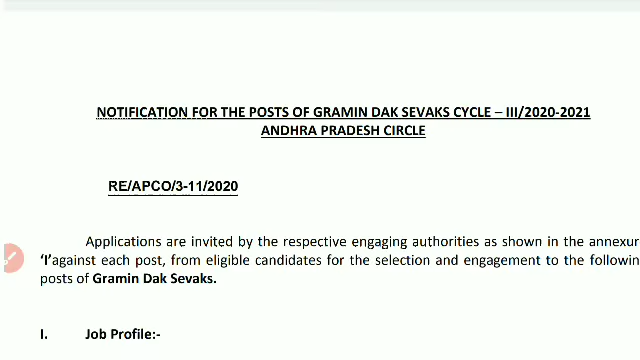 NOTIFICATION FOR THE POSTS OF GRAMIN DAK SEVAKS CYCLE – III/2020-2021
ANDHRA PRADESH CIRCLE
RE/APCO/3-11/2020
Applications are invited by the respective engaging authorities as shown in the annexur
‘I’against each post, from eligible candidates for the selection and engagement to the followin
posts of Gramin Dak Sevaks.
I. Job Profile:-